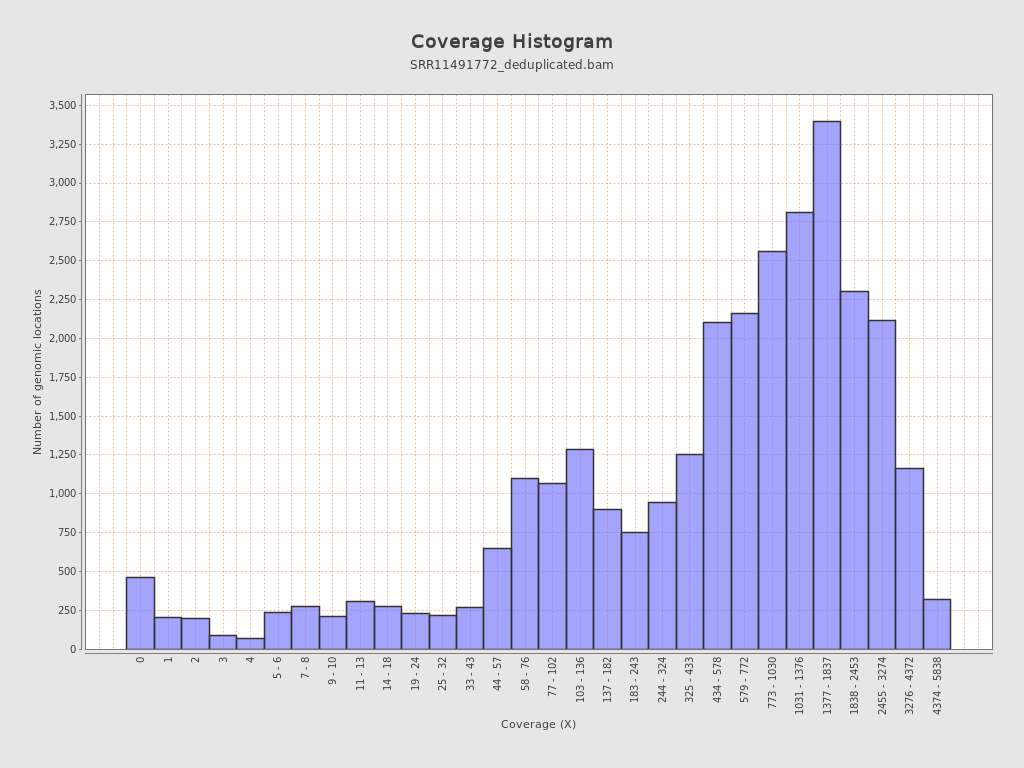 Coverage Histogram
SRR11491772_deduplicated.bam
3,500
3,250
3,000
2,750
2,500
2,250
2,000
1,750
1,500
1,250
1,000
750
500
250
0
Number of genomic locations
0
1
2
3
4
5 - 6
7 - 8
9 - 10
11 - 13
14 - 18
19 - 24
25 - 32
33 - 43
44 - 57
58 - 76
77 - 102
103 - 136
137 - 182
183 - 243
244 - 324
325 - 433
434 - 578
579 - 772
773 - 1030
1031 - 1376
1377 - 1837
1838 - 2453
2455 - 3274
3276 - 4372
4374 - 5838
Coverage (X)